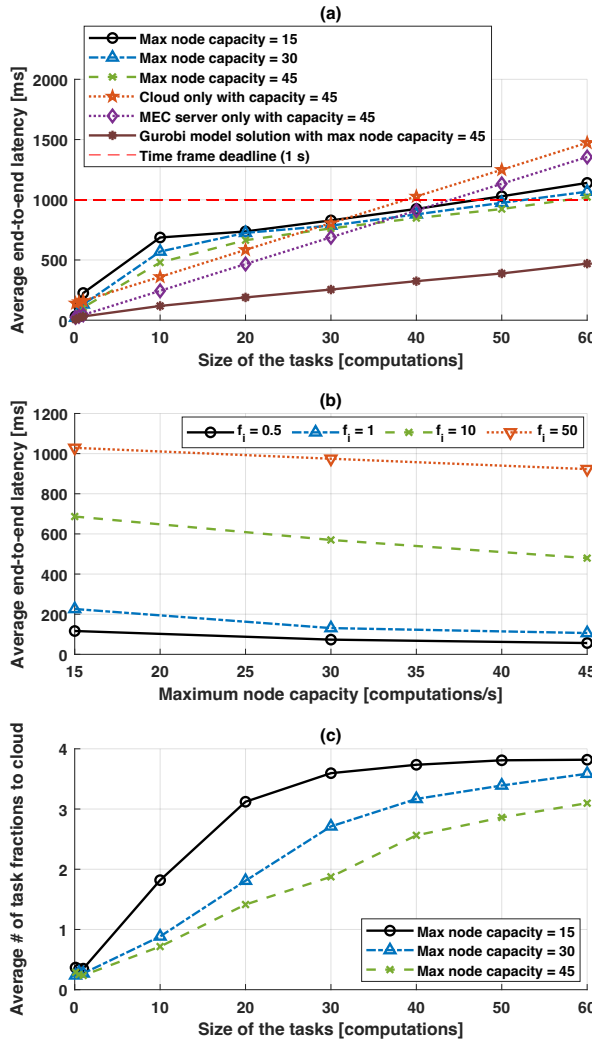 (a)
Max node capacity = 15
Max node capacity = 30
Max node capacity = 45
Cloud only with capacity = 45
MEC server only with capacity = 45
Gurobi model solution with max node capacity = 45
Time frame deadline (1 s)
Average end-to-end latency [ms]
2000
1500
1000
500
0
0 10 20 30 40 50 60
Size of the tasks [computations]
(b)
f_i = 0.5 f_i = 1 f_i = 10 f_i = 50
Average end-to-end latency [ms]
1200
1000
800
600
400
200
0
15 20 25 30 35 40 45
Maximum node capacity [computations/s]
(c)
Average # of task fractions to cloud
4
3
2
1
0
Max node capacity = 15
Max node capacity = 30
Max node capacity = 45
0 10 20 30 40 50 60
Size of the tasks [computations]